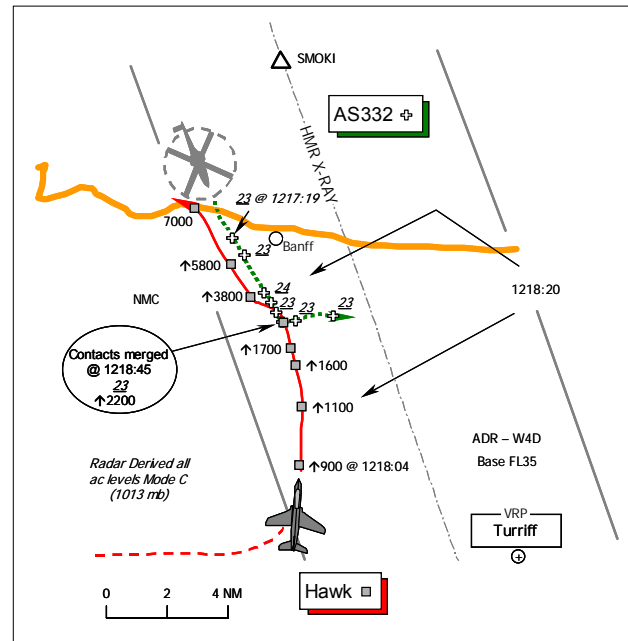 SMOKI
AS332
HMR X-RAY
23 @ 1217:19
7000
Banff
23
↑5800
24
1218:20
↑3800
23
23
23
NMC
Contacts merged
@ 1218:45
23
↑2200
↑1700
↑1600
↑1100
ADR – W4D
Base FL35
Radar Derived all
ac levels Mode C
(1013 mb)
↑900 @ 1218:04
VRP
Turriff
Hawk
0 2 4 NM